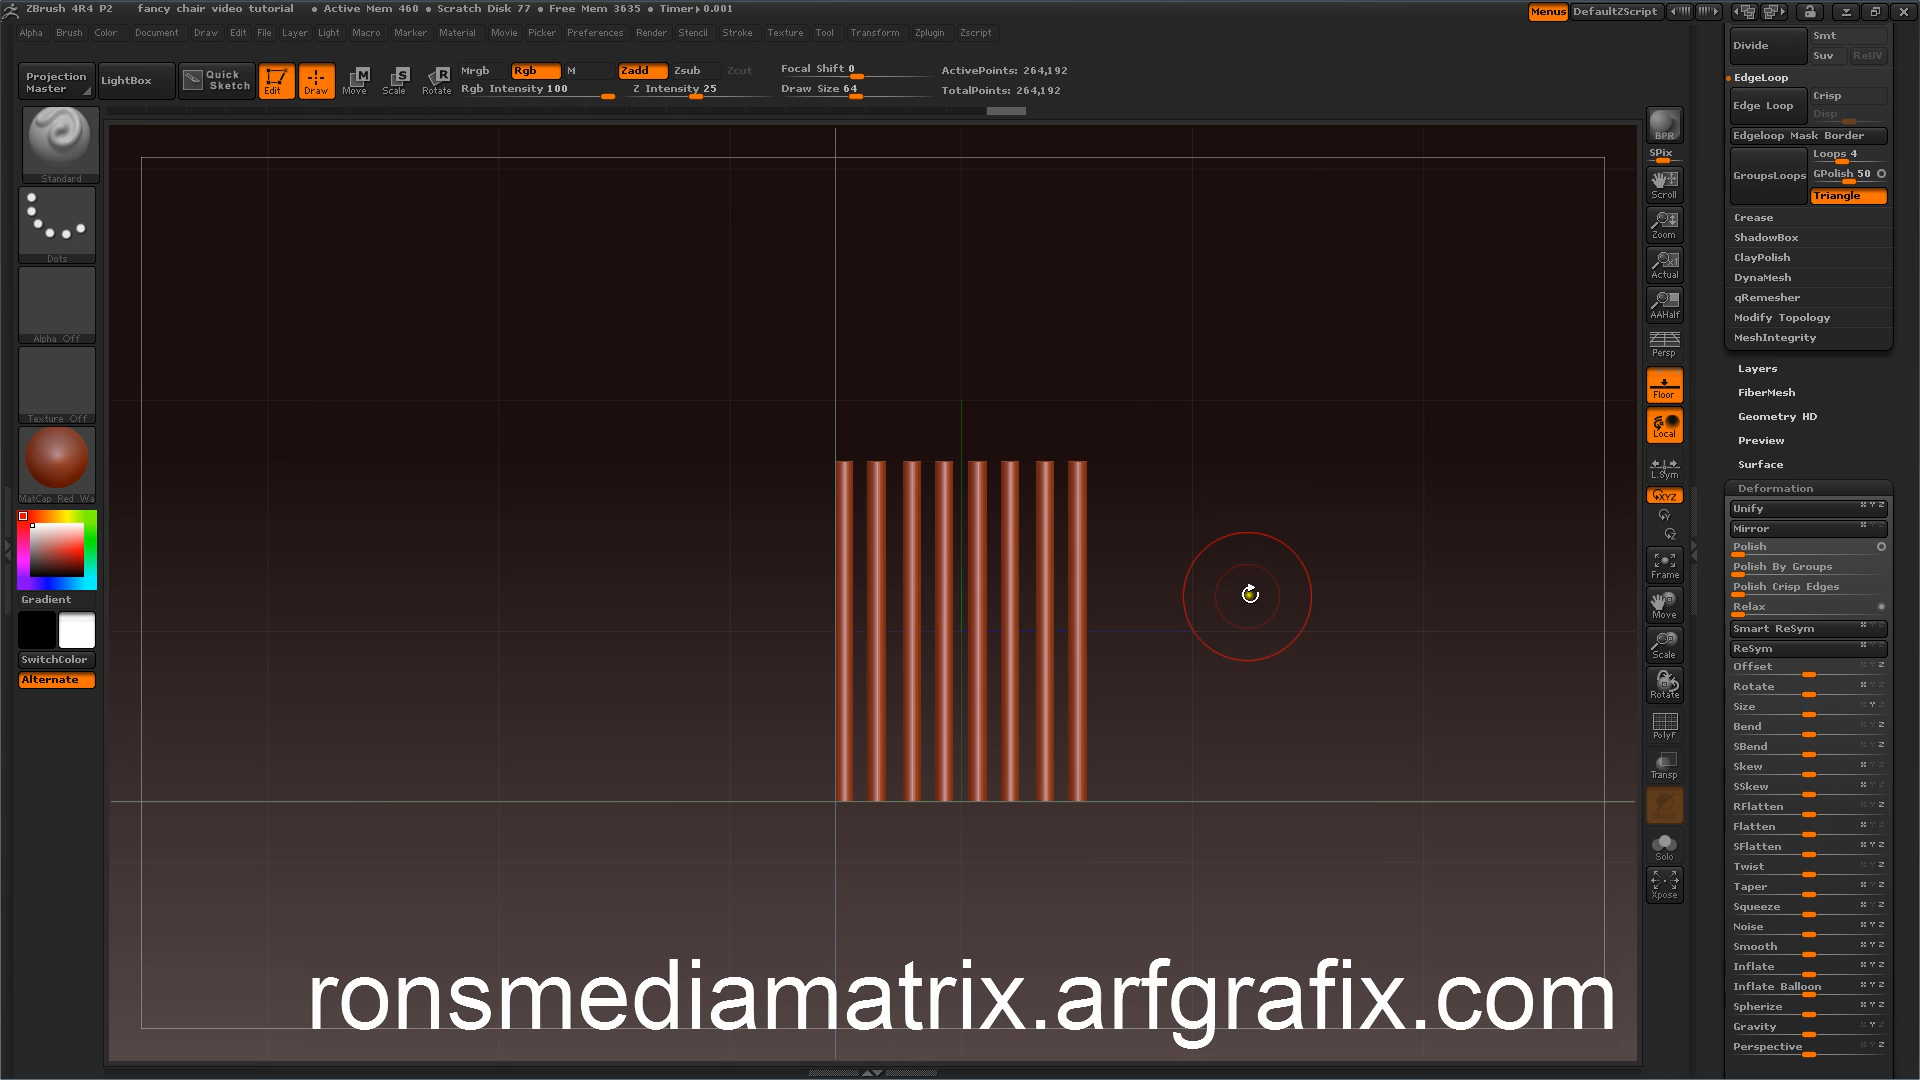 ZBrush 4R4 P2 fancy chair video tutorial • Active Mem 460 • Scratch Disk 77 • Free Mem 3635 • Timer▸0.001 Menus DefaultZScript
Alpha Brush Color Document Draw Edit File Layer Light Macro Marker Material Movie Picker Preferences Render Stencil Stroke Texture Tool Transform Zplugin Zscript
Projection Master
LightBox
Quick Sketch
Edit
Draw
Move
Scale
Rotate
Mrgb Rgb M
Rgb Intensity 100
Zadd Zsub Zcut
Z Intensity 25
Focal Shift 0
Draw Size 64
ActivePoints: 264,192
TotalPoints: 264,192
Standard
Dots
Alpha Off
Texture Off
MatCap Red Wa
Gradient
SwitchColor
Alternate
BPR
SPix
Scroll
Zoom
Actual
AAHalf
Persp
Floor
Local
L.Sym
XYZ
Y
Z
Frame
Move
Scale
Rotate
PolyF
Transp
Solo
Xpose
Divide
Smt
Suv ReUV
EdgeLoop
Edge Loop
Crisp
Disp
Edgeloop Mask Border
GroupsLoops
Loops 4
GPolish 50
Triangle
Crease
ShadowBox
ClayPolish
DynaMesh
qRemesher
Modify Topology
MeshIntegrity
Layers
FiberMesh
Geometry HD
Preview
Surface
Deformation
Unify
Mirror
Polish
Polish By Groups
Polish Crisp Edges
Relax
Smart ReSym
ReSym
Offset
Rotate
Size
Bend
SBend
Skew
SSkew
RFlatten
Flatten
SFlatten
Twist
Taper
Squeeze
Noise
Smooth
Inflate
Inflate Balloon
Spherize
Gravity
Perspective
ronsmediamatrix.arfgrafix.com